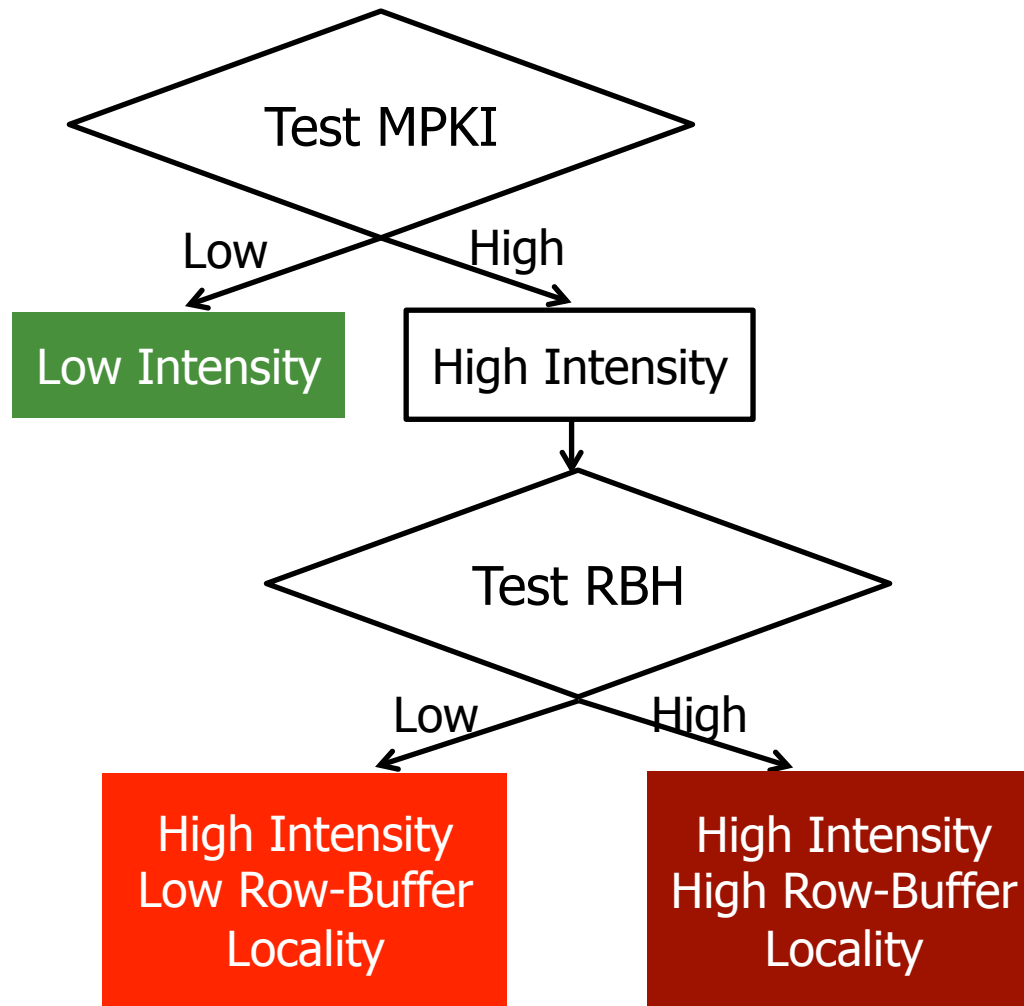 Test MPKI
Low
High
Low Intensity
High Intensity
Test RBH
Low
High
High Intensity
Low Row-Buffer
Locality
High Intensity
High Row-Buffer
Locality